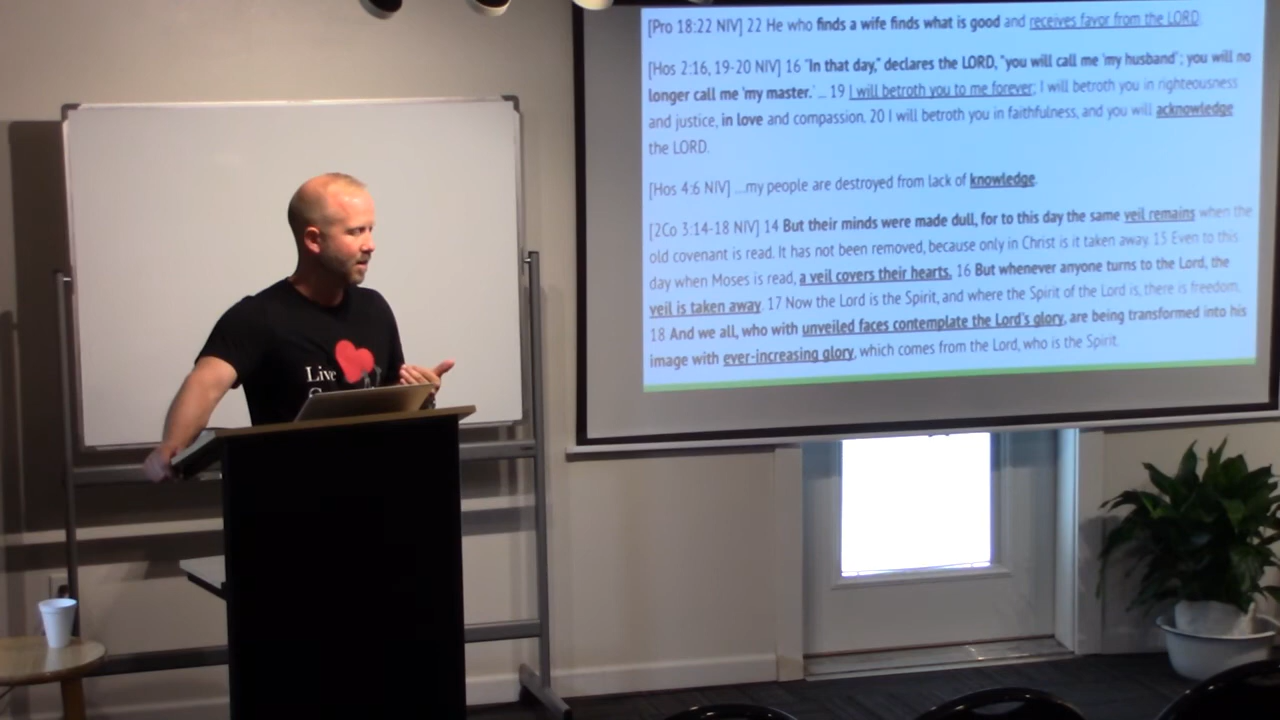 [Pro 18:22 NIV] 22 He who finds a wife finds what is good and receives favor from the LORD.
[Hos 2:16, 19-20 NIV] 16 "In that day," declares the LORD, "you will call me 'my husband'; you will no
longer call me 'my master.' ... 19 I will betroth you to me forever; I will betroth you in righteousness
and justice, in love and compassion. 20 I will betroth you in faithfulness, and you will acknowledge
the LORD.
[Hos 4:6 NIV] ...my people are destroyed from lack of knowledge.
[2Co 3:14-18 NIV] 14 But their minds were made dull, for to this day the same veil remains when the
old covenant is read. It has not been removed, because only in Christ is it taken away. 15 Even to this
day when Moses is read, a veil covers their hearts. 16 But whenever anyone turns to the Lord, the
veil is taken away. 17 Now the Lord is the Spirit, and where the Spirit of the Lord is, there is freedom.
18 And we all, who with unveiled faces contemplate the Lord's glory, are being transformed into his
image with ever-increasing glory, which comes from the Lord, who is the Spirit.
Live